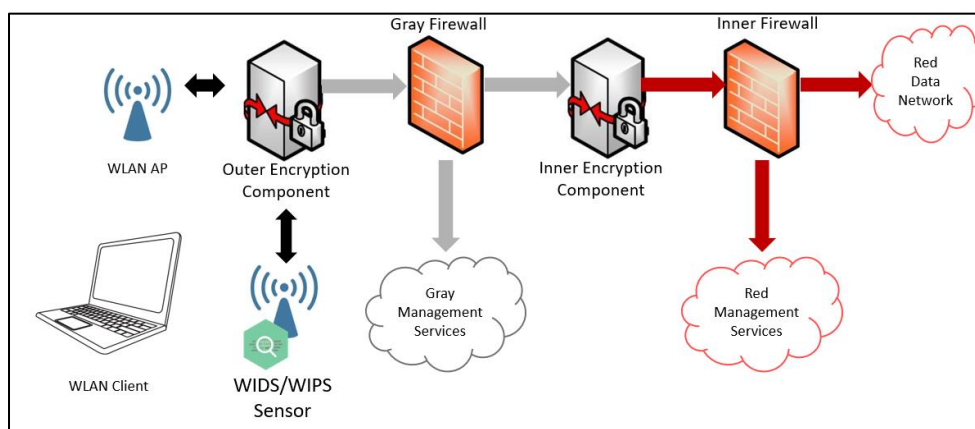 Gray Firewall
Inner Firewall
Red
Data
Network
WLAN AP
Outer Encryption
Component
Inner Encryption
Component
Gray
Management
Services
Red
Management
Services
WLAN Client
WIDS/WIPS
Sensor